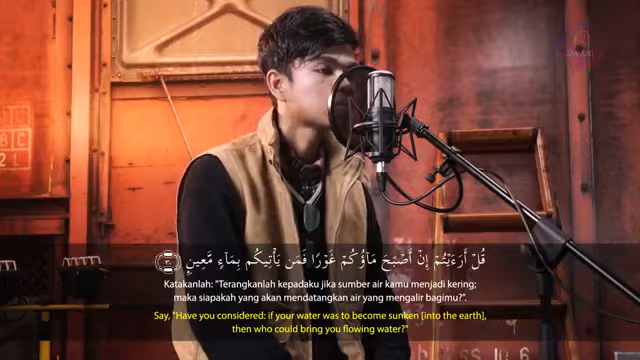 قُلْ أَرَءَيْتُمْ إِنْ أَصْبَحَ مَآؤُكُمْ غَوْرًا فَمَن يَأْتِيكُم بِمَآءٍ مَّعِينٍۭ ٣٠
Katakanlah: "Terangkanlah kepadaku jika sumber air kamu menjadi kering;
maka siapakah yang akan mendatangkan air yang mengalir bagimu?".
Say, "Have you considered: if your water was to become sunken [into the earth],
then who could bring you flowing water?"